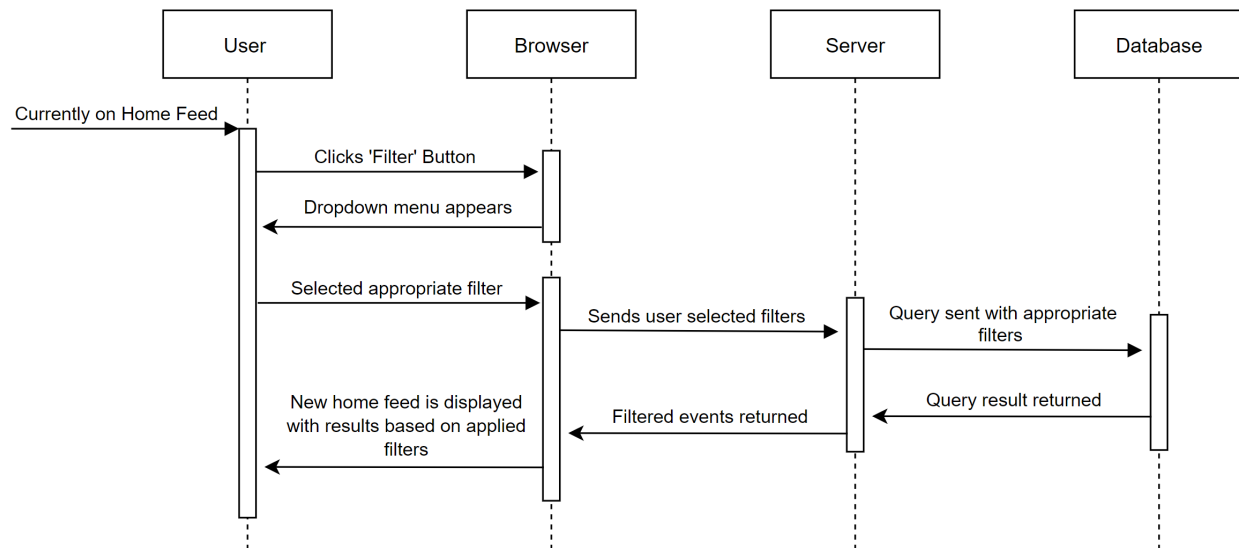 User
Browser
Server
Database
Currently on Home Feed
Clicks 'Filter' Button
Dropdown menu appears
Selected appropriate filter
Sends user selected filters
Query sent with appropriate
filters
Query result returned
Filtered events returned
New home feed is displayed
with results based on applied
filters